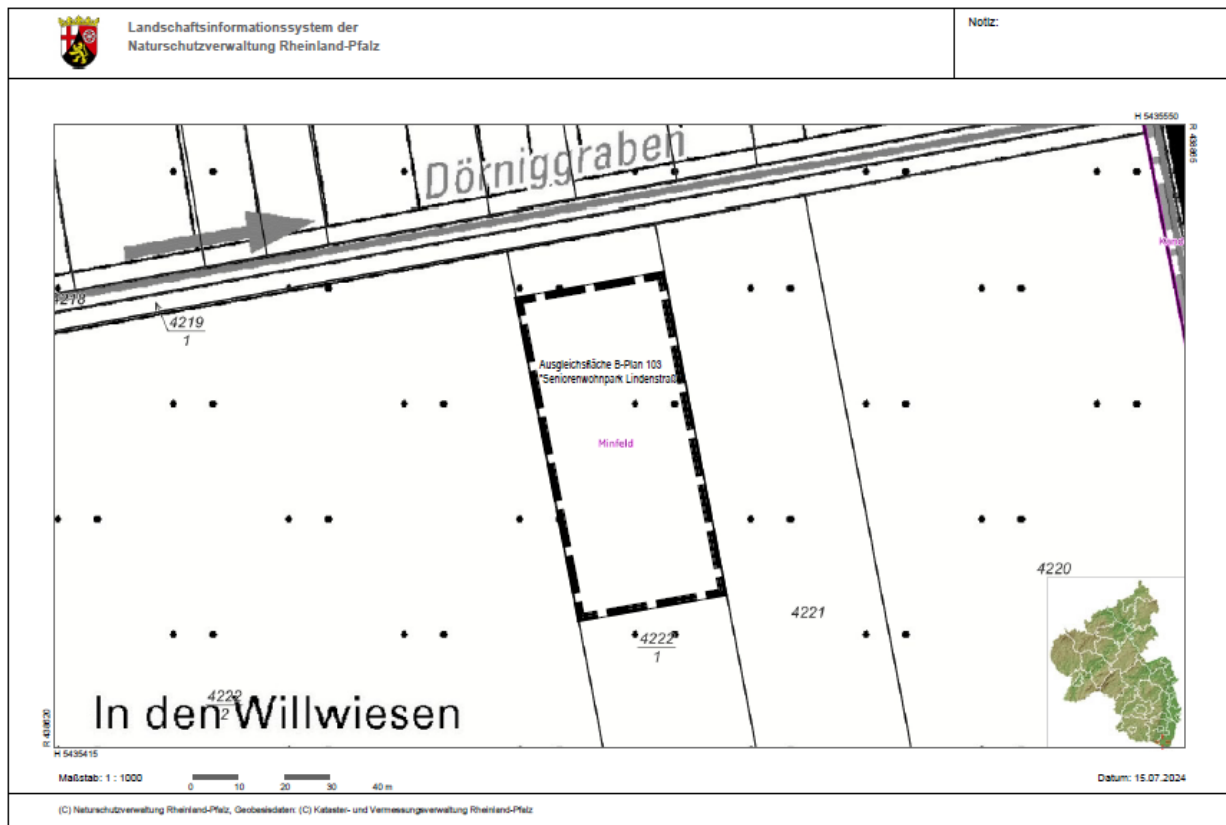 Landschaftsinformationssystem der
Naturschutzverwaltung Rheinland-Pfalz
Notiz:
H 5435550
Dörniggraben
4218
4219
1
Ausgleichsfläche B-Plan 103
"Seniorenwohnpark Lindenstraß
Minfeld
4220
4221
4222
1
4222
2
In den Willwiesen
H 5435415
Maßstab: 1 : 1000
0 10 20 30 40 m
Datum: 15.07.2024
(C) Naturschutzverwaltung Rheinland-Pfalz, Geobasisdaten: (C) Kataster- und Vermessungsverwaltung Rheinland-Pfalz